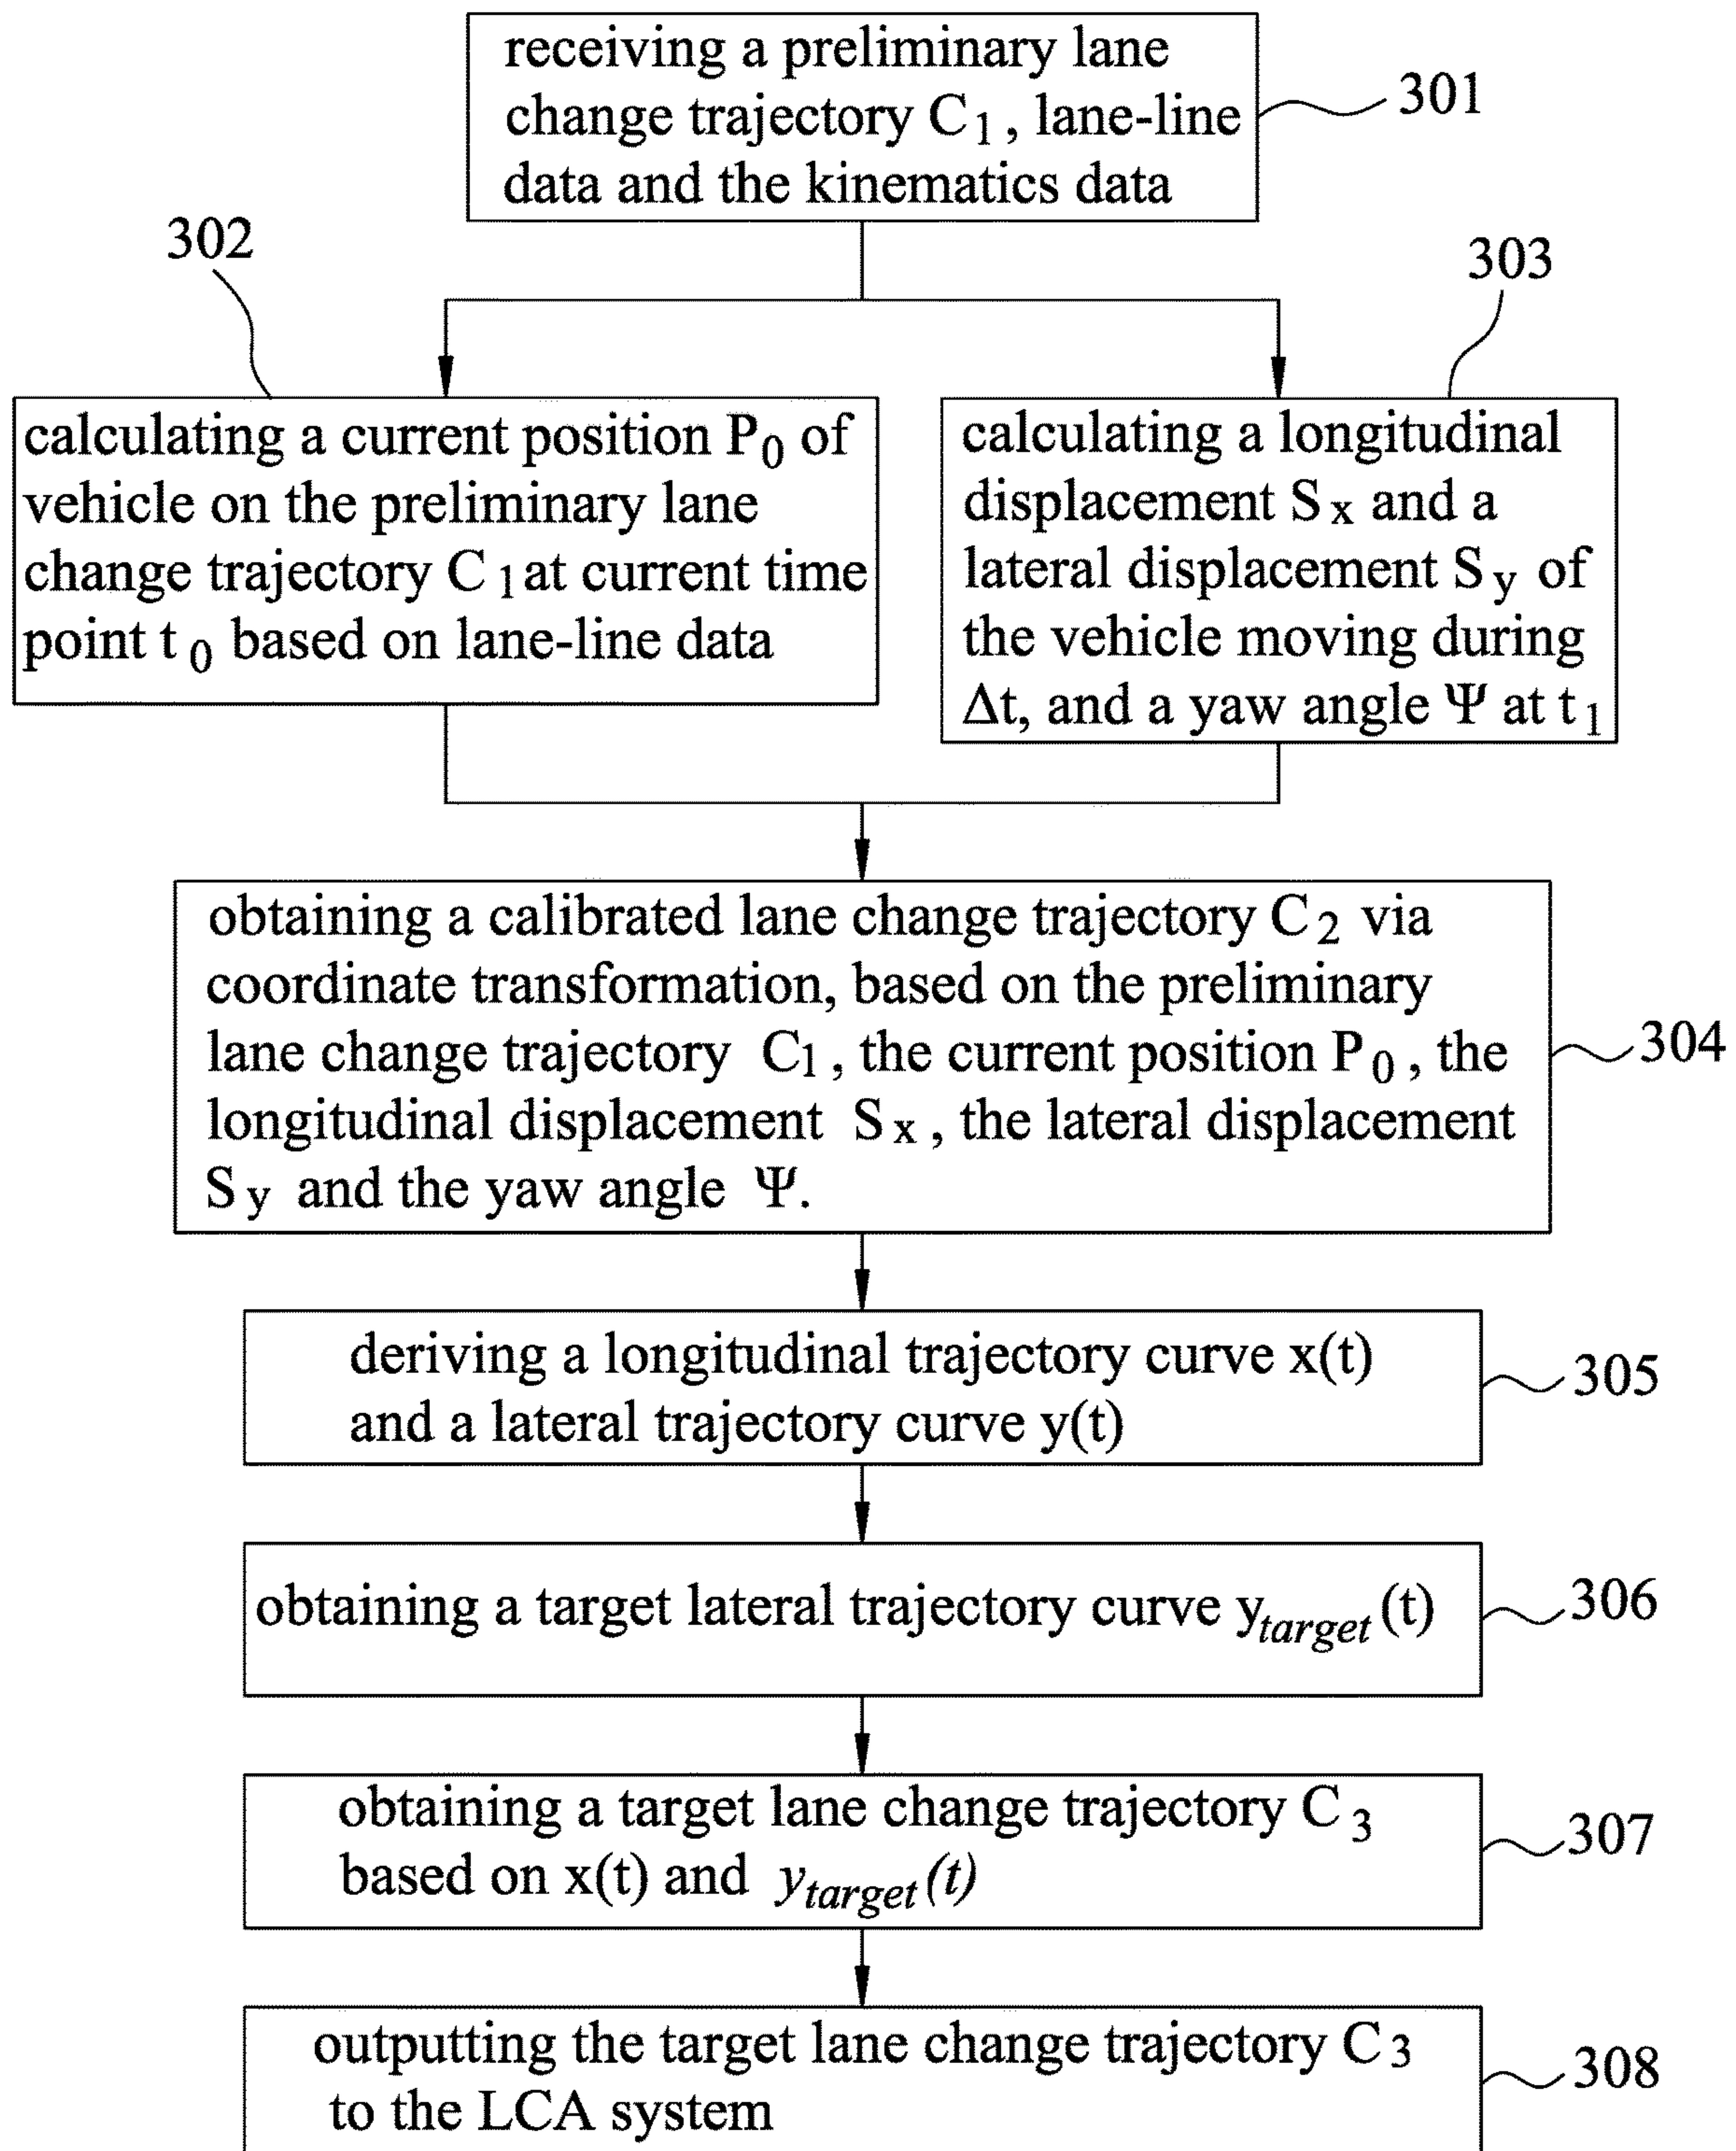 receiving a preliminary lane
change trajectory C₁, lane-line
data and the kinematics data
301
302
303
calculating a current position P₀ of
vehicle on the preliminary lane
change trajectory C₁ at current time
point t₀ based on lane-line data
calculating a longitudinal
displacement Sₓ and a
lateral displacement S y of
the vehicle moving during
Δt, and a yaw angle Ψ at t₁
obtaining a calibrated lane change trajectory C₂ via
coordinate transformation, based on the preliminary
lane change trajectory C₁, the current position P₀, the
longitudinal displacement Sₓ, the lateral displacement
S y and the yaw angle Ψ.
304
deriving a longitudinal trajectory curve x(t)
and a lateral trajectory curve y(t)
305
obtaining a target lateral trajectory curve y target (t)
306
obtaining a target lane change trajectory C₃
based on x(t) and y target (t)
307
outputting the target lane change trajectory C₃
to the LCA system
308